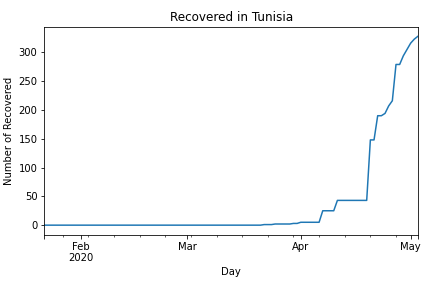 Recovered in Tunisia
Number of Recovered
300
250
200
150
100
50
0
Feb
2020
Mar
Apr
May
Day